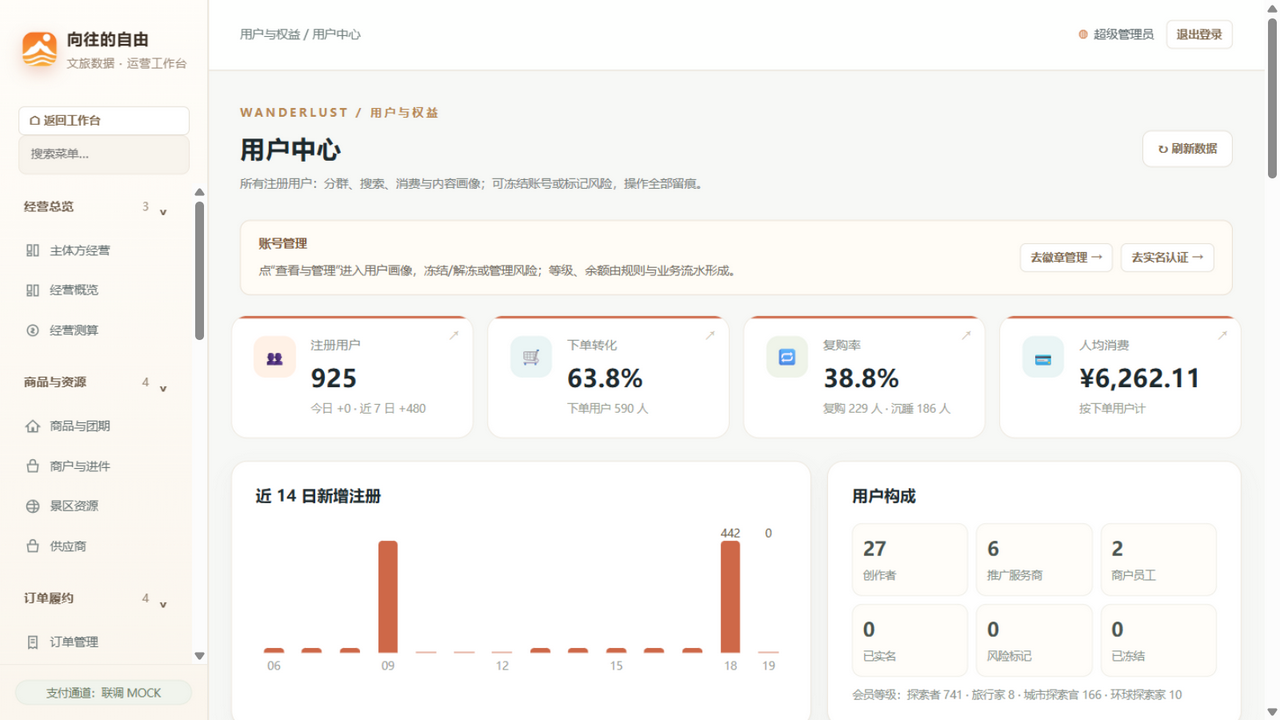 向往的自由
文旅数据 · 运营工作台
返回工作台
搜索菜单...
经营总览 3
主体方经营
经营概览
经营测算
商品与资源 4
商品与团期
商户与进件
景区资源
供应商
订单履约 4
订单管理
支付通道：联调 MOCK
用户与权益 / 用户中心
超级管理员
退出登录
WANDERLUST / 用户与权益
用户中心
所有注册用户：分群、搜索、消费与内容画像；可冻结账号或标记风险，操作全部留痕。
↻ 刷新数据
账号管理
点“查看与管理”进入用户画像，冻结/解冻或管理风险；等级、余额由规则与业务流水形成。
去徽章管理 →
去实名认证 →
注册用户
925
今日 +0 · 近 7 日 +480
下单转化
63.8%
下单用户 590 人
复购率
38.8%
复购 229 人 · 沉睡 186 人
人均消费
¥6,262.11
按下单用户计
近 14 日新增注册
442 0
06 09 12 15 18 19
用户构成
27
创作者
6
推广服务商
2
商户员工
0
已实名
0
风险标记
0
已冻结
会员等级：探索者 741 · 旅行家 8 · 城市探索官 166 · 环球探索家 10